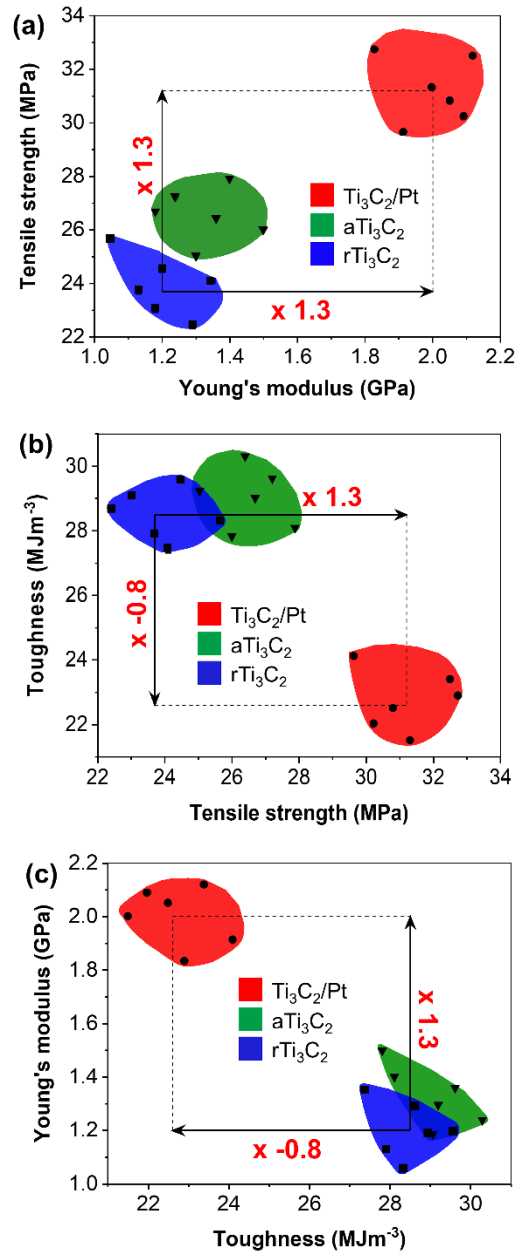 (a)
Tensile strength (MPa)
34
32
30
28
26
24
22
x 1.3
x 1.3
Ti₃C₂/Pt
aTi₃C₂
rTi₃C₂
1.0 1.2 1.4 1.6 1.8 2.0 2.2
Young's modulus (GPa)
(b)
Toughness (MJm⁻³)
30
28
26
24
22
x 1.3
x -0.8
Ti₃C₂/Pt
aTi₃C₂
rTi₃C₂
22 24 26 28 30 32 34
Tensile strength (MPa)
(c)
Young's modulus (GPa)
2.2
2.0
1.8
1.6
1.4
1.2
1.0
Ti₃C₂/Pt
aTi₃C₂
rTi₃C₂
x 1.3
x -0.8
22 24 26 28 30
Toughness (MJm⁻³)